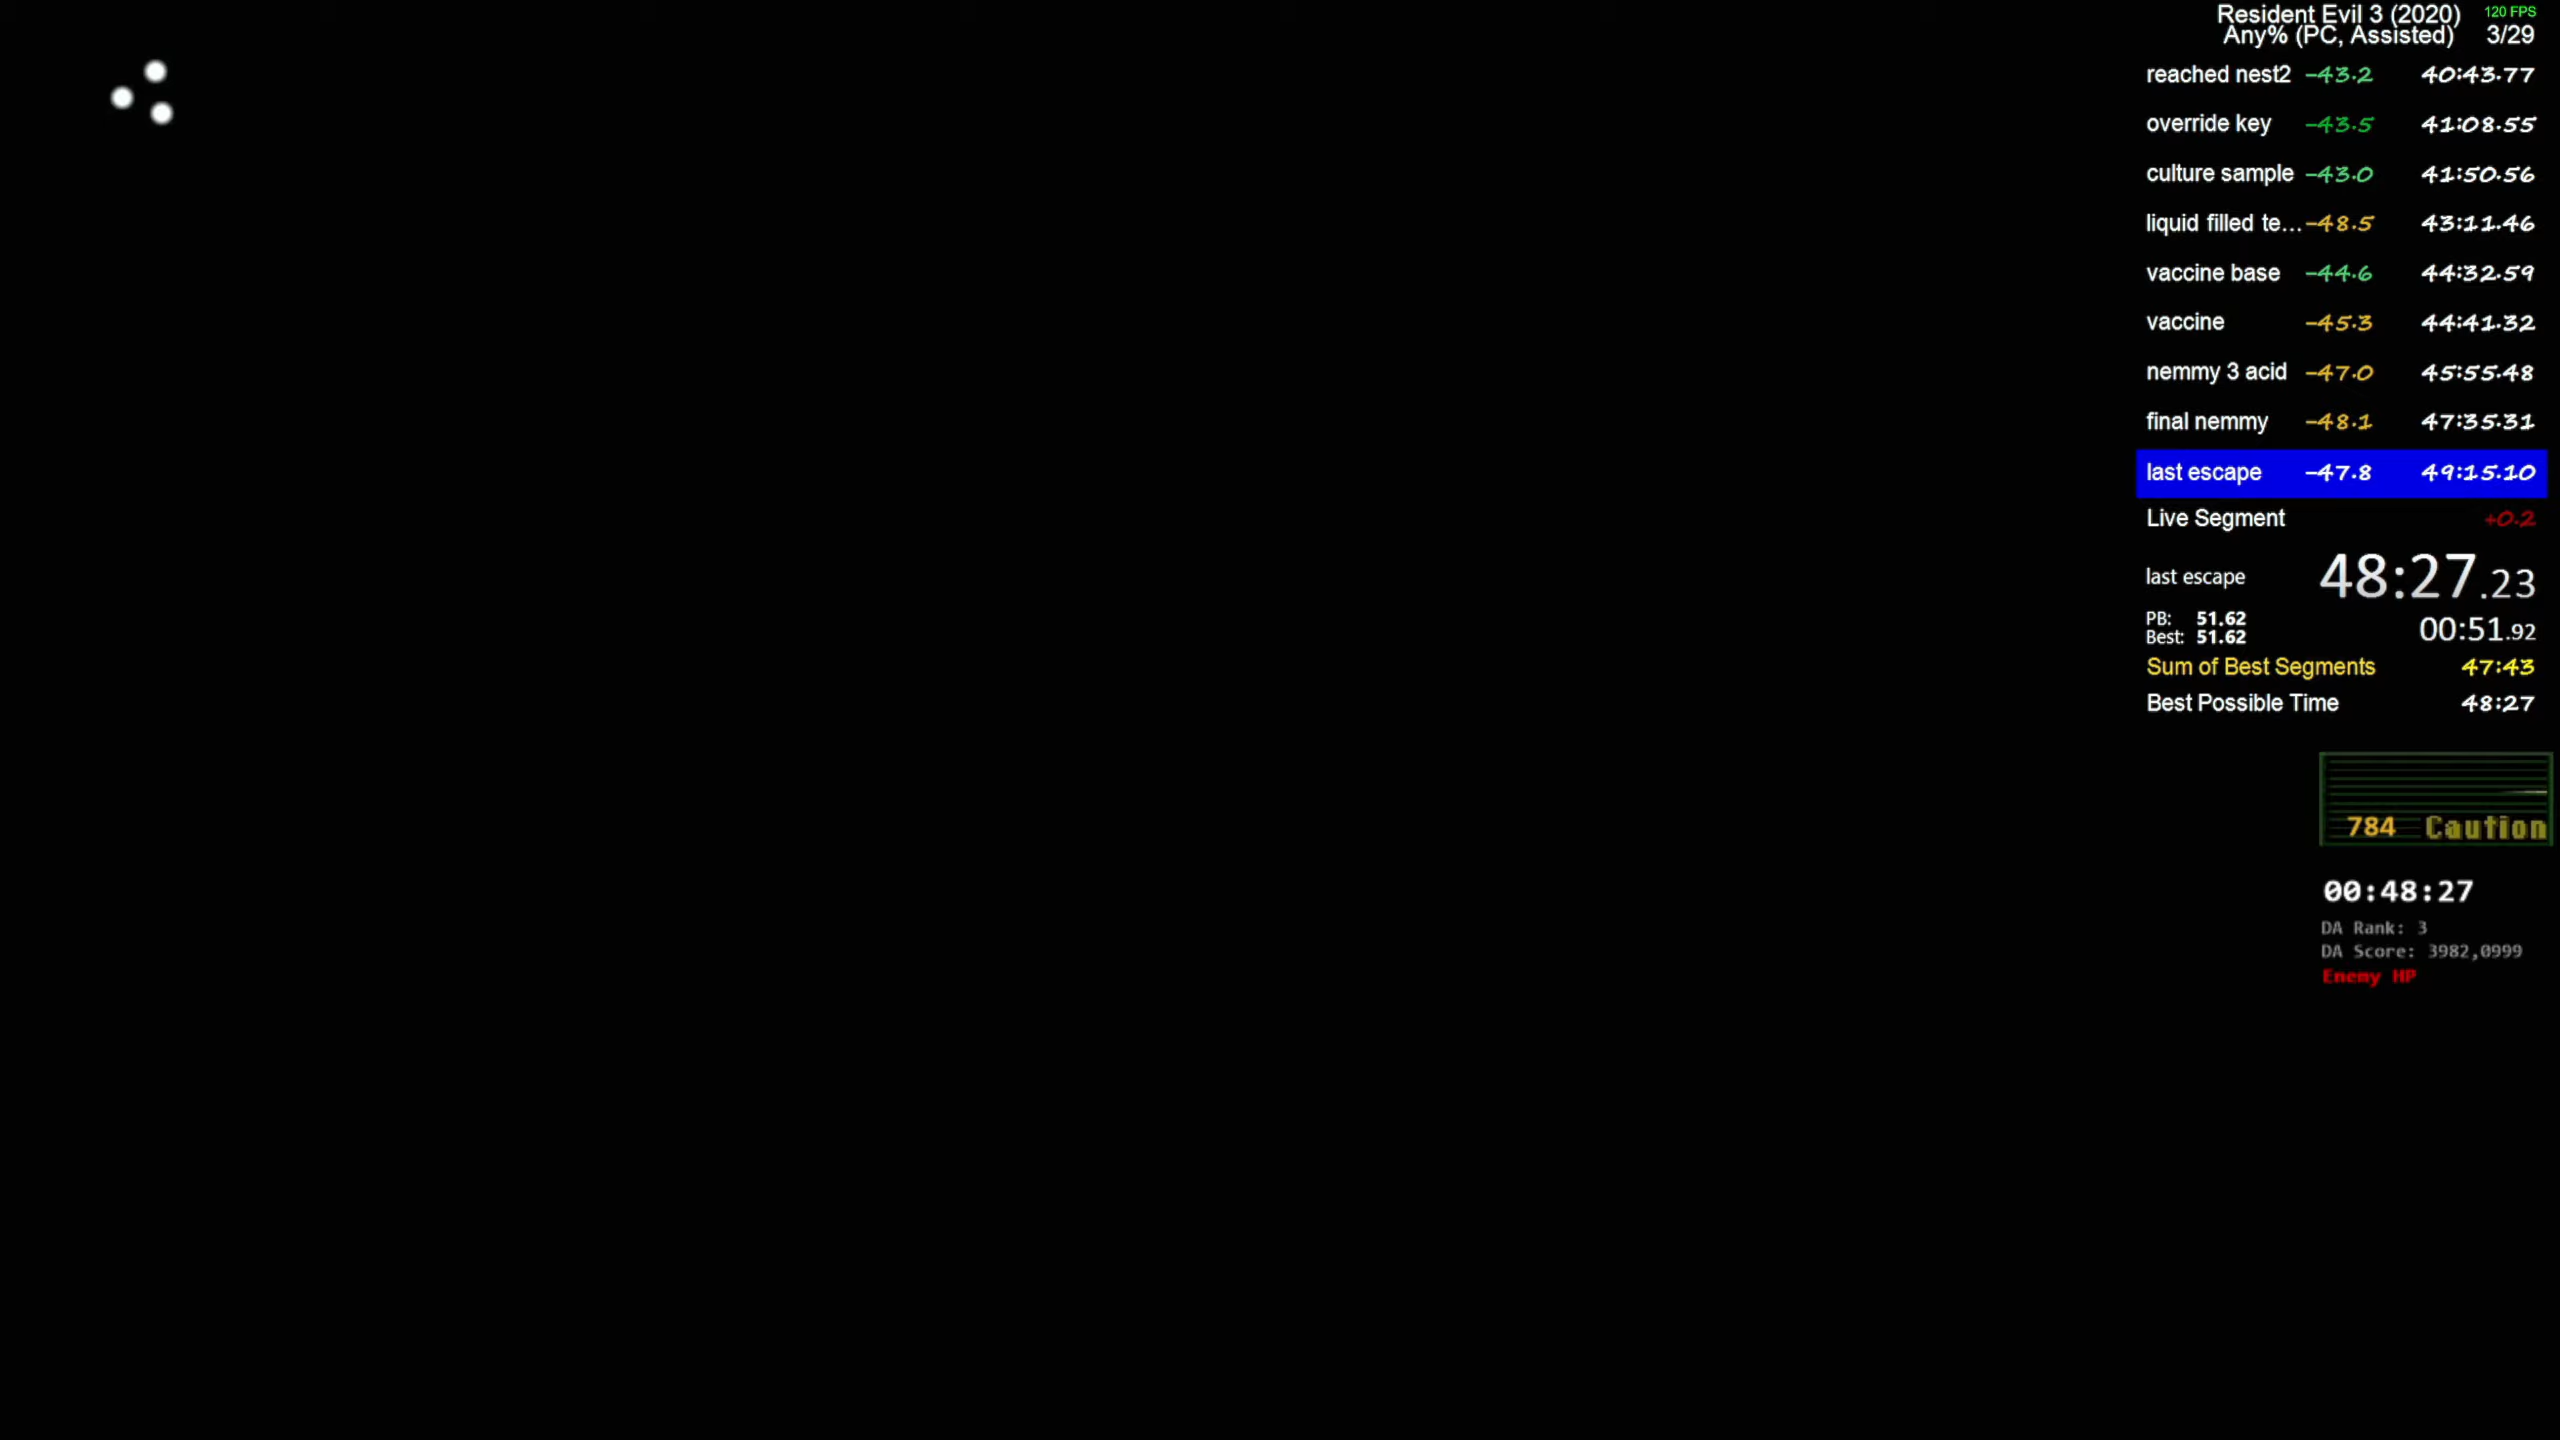 Resident Evil 3 (2020) 120 FPS
Any% (PC, Assisted) 3/29
reached nest2 -43.2 40:43.77
override key -43.5 41:08.55
culture sample -43.0 41:50.56
liquid filled te... -48.5 43:11.46
vaccine base -44.6 44:32.59
vaccine -45.3 44:41.32
nemmy 3 acid -47.0 45:55.48
final nemmy -48.1 47:35.31
last escape -47.8 49:15.10
Live Segment +0.2
last escape 48:27.23
PB: 51.62
Best: 51.62 00:51.92
Sum of Best Segments 47:43
Best Possible Time 48:27
784 Caution
00:48:27
DA Rank: 3
DA Score: 3982,0999
Enemy HP